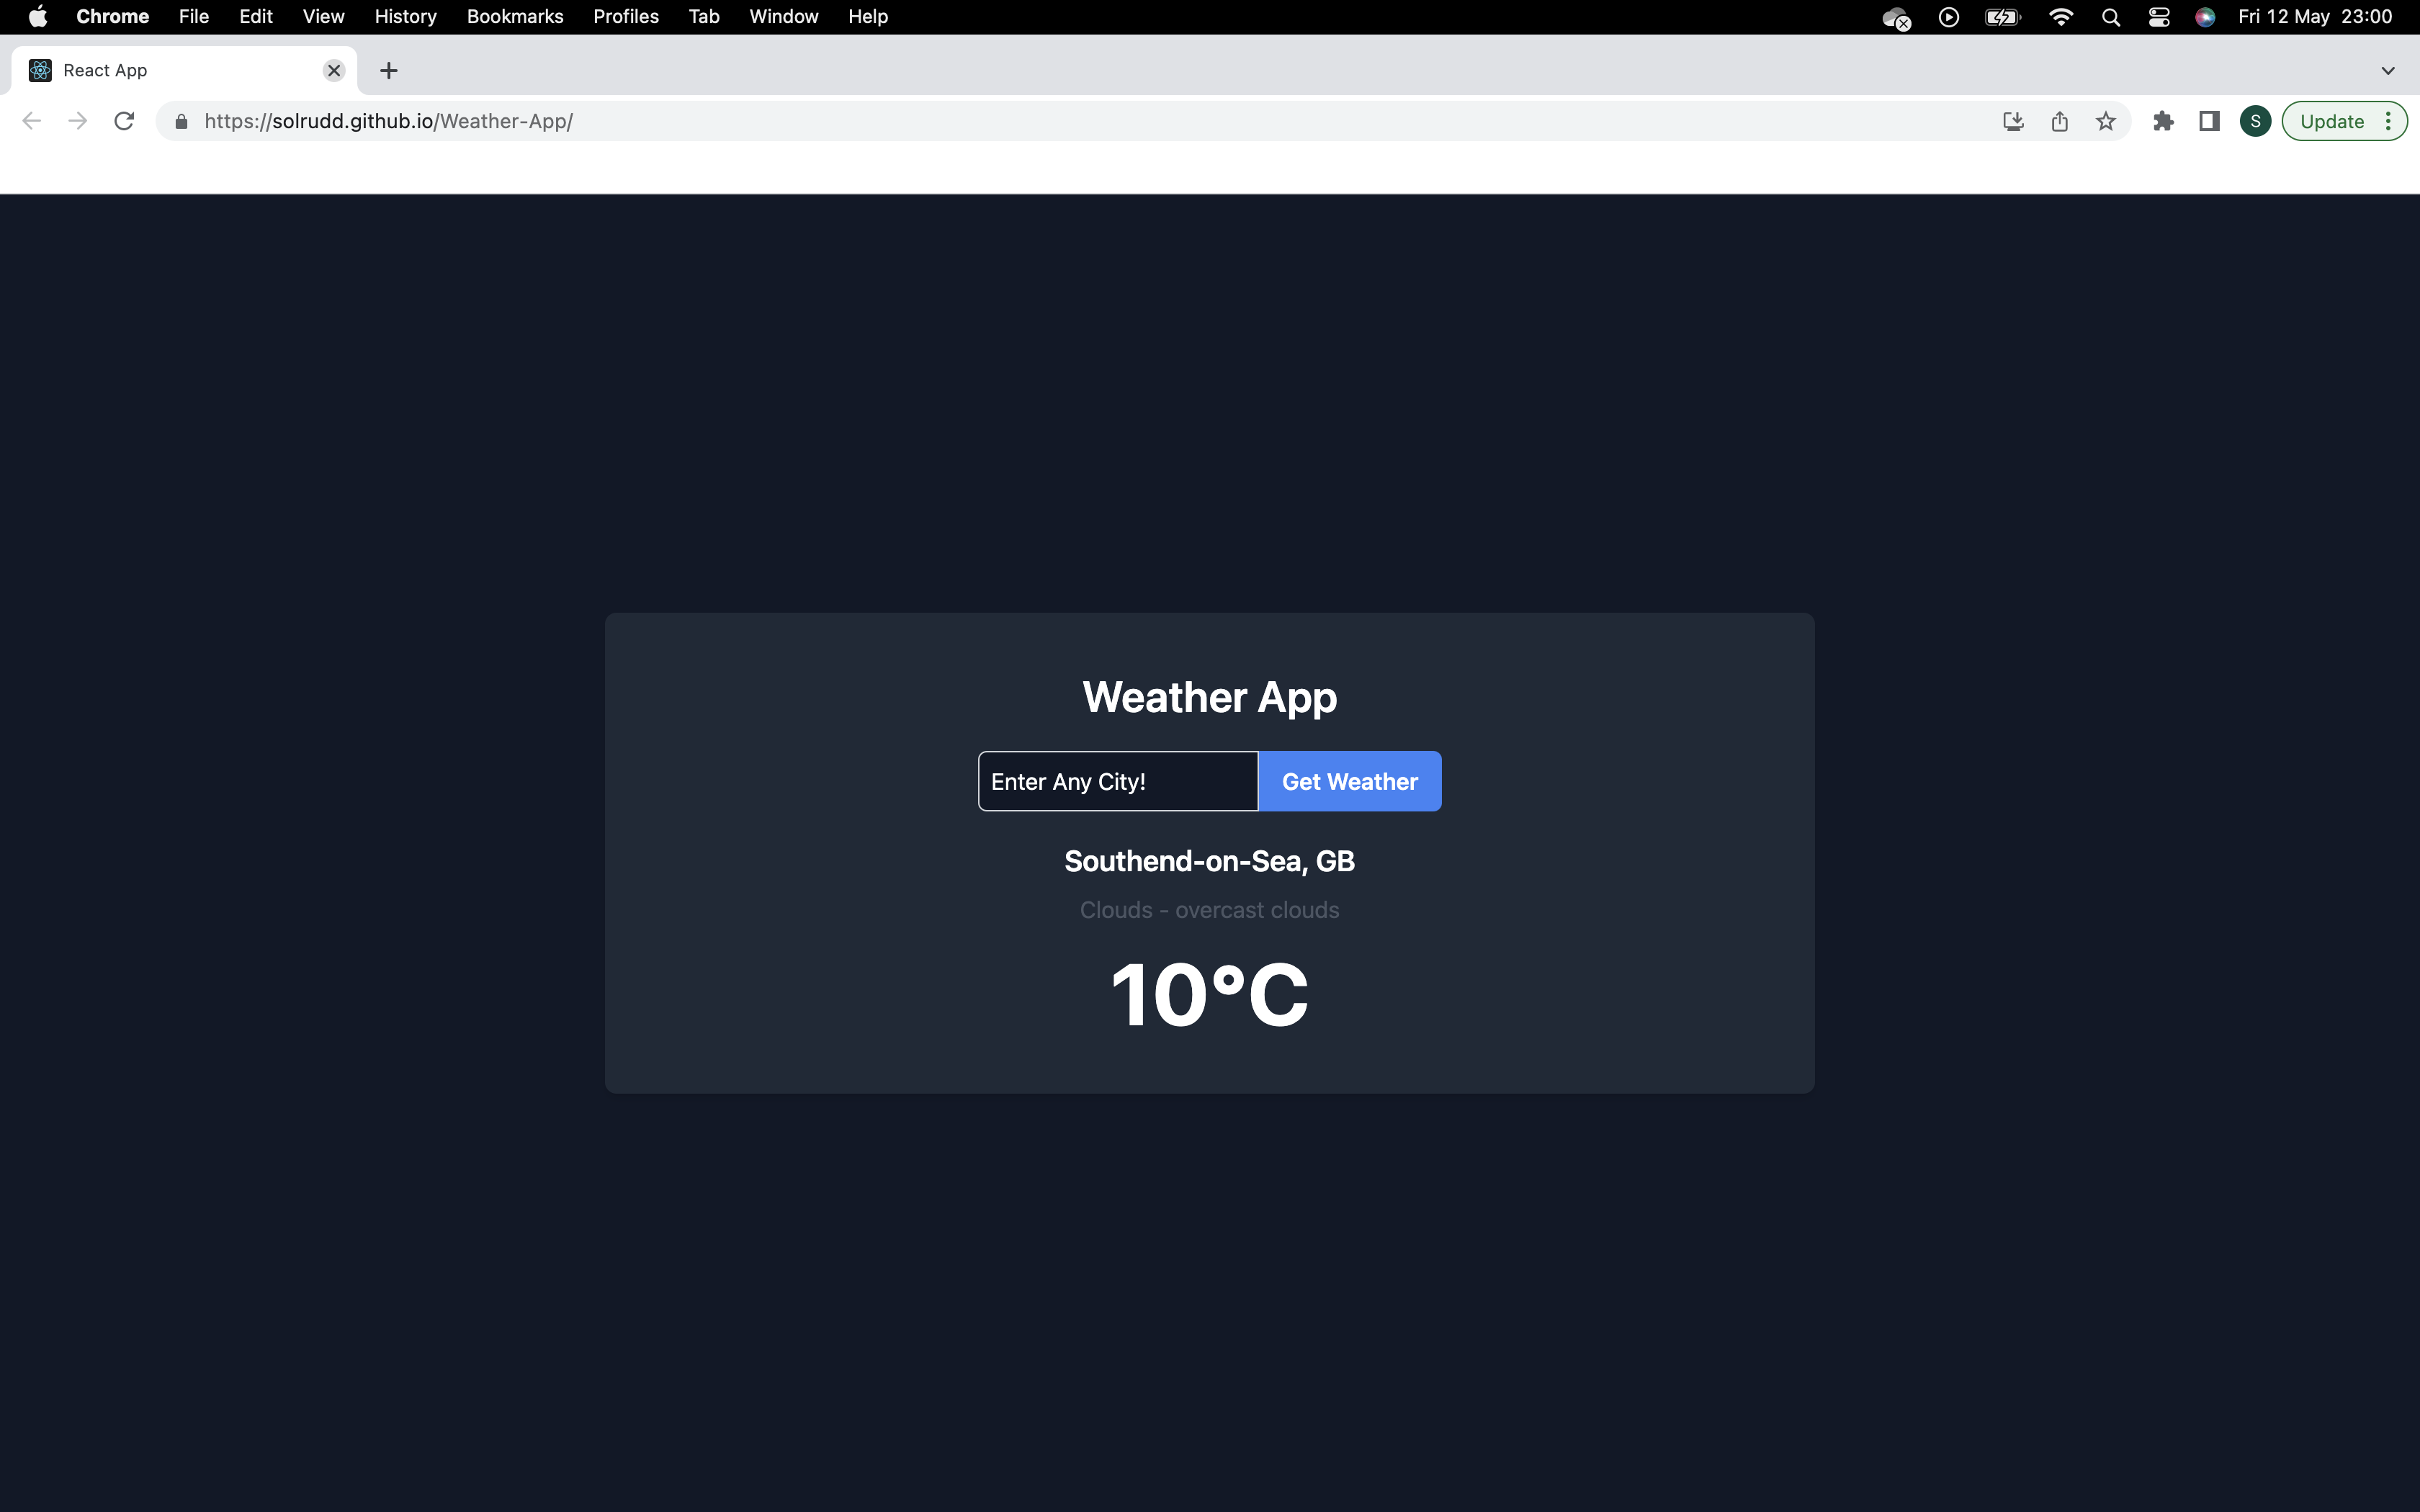 Chrome File Edit View History Bookmarks Profiles Tab Window Help Fri 12 May 23:00
React App
https://solrudd.github.io/Weather-App/ S Update
Weather App
Enter Any City! Get Weather
Southend-on-Sea, GB
Clouds - overcast clouds
10°C